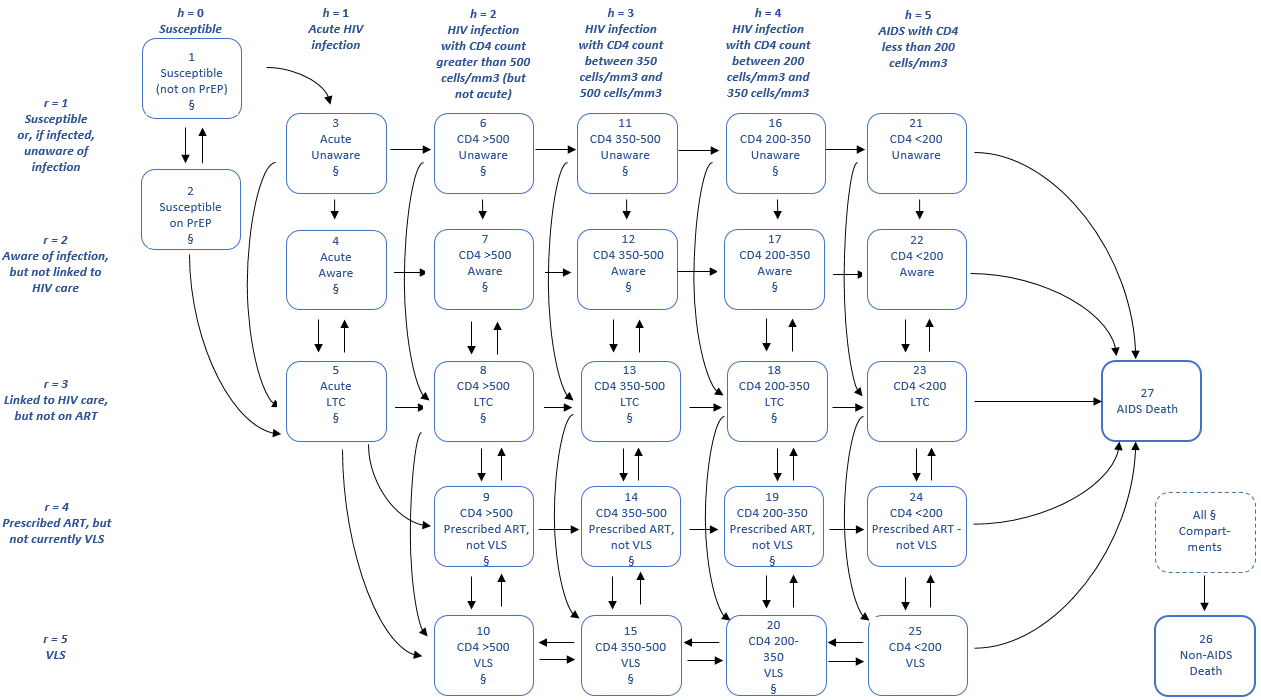 h = 0
Susceptible
h = 1
Acute HIV
infection
h = 2
HIV infection
with CD4 count
greater than 500
cells/mm3 (but
not acute)
h = 3
HIV infection
with CD4 count
between 350
cells/mm3 and
500 cells/mm3
h = 4
HIV infection
with CD4 count
between 200
cells/mm3 and
350 cells/mm3
h = 5
AIDS with CD4
less than 200
cells/mm3
r = 1
Susceptible
or, if infected,
unaware of
infection
1
Susceptible
(not on PrEP)
§
2
Susceptible
on PrEP
§
3
Acute
Unaware
§
6
CD4 >500
Unaware
§
11
CD4 350-500
Unaware
§
16
CD4 200-350
Unaware
§
21
CD4 <200
Unaware
r = 2
Aware of infection,
but not linked to
HIV care
4
Acute
Aware
§
7
CD4 >500
Aware
§
12
CD4 350-500
Aware
§
17
CD4 200-350
Aware
§
22
CD4 <200
Aware
r = 3
Linked to HIV care,
but not on ART
5
Acute
LTC
§
8
CD4 >500
LTC
§
13
CD4 350-500
LTC
§
18
CD4 200-350
LTC
§
23
CD4 <200
LTC
27
AIDS Death
r = 4
Prescribed ART, but
not currently VLS
9
CD4 >500
Prescribed ART,
not VLS
§
14
CD4 350-500
Prescribed ART,
not VLS
§
19
CD4 200-350
Prescribed ART,
not VLS
§
24
CD4 <200
Prescribed ART -
not VLS
All §
Compart-
ments
r = 5
VLS
10
CD4 >500
VLS
§
15
CD4 350-500
VLS
§
20
CD4 200-
350
VLS
§
25
CD4 <200
VLS
26
Non-AIDS
Death